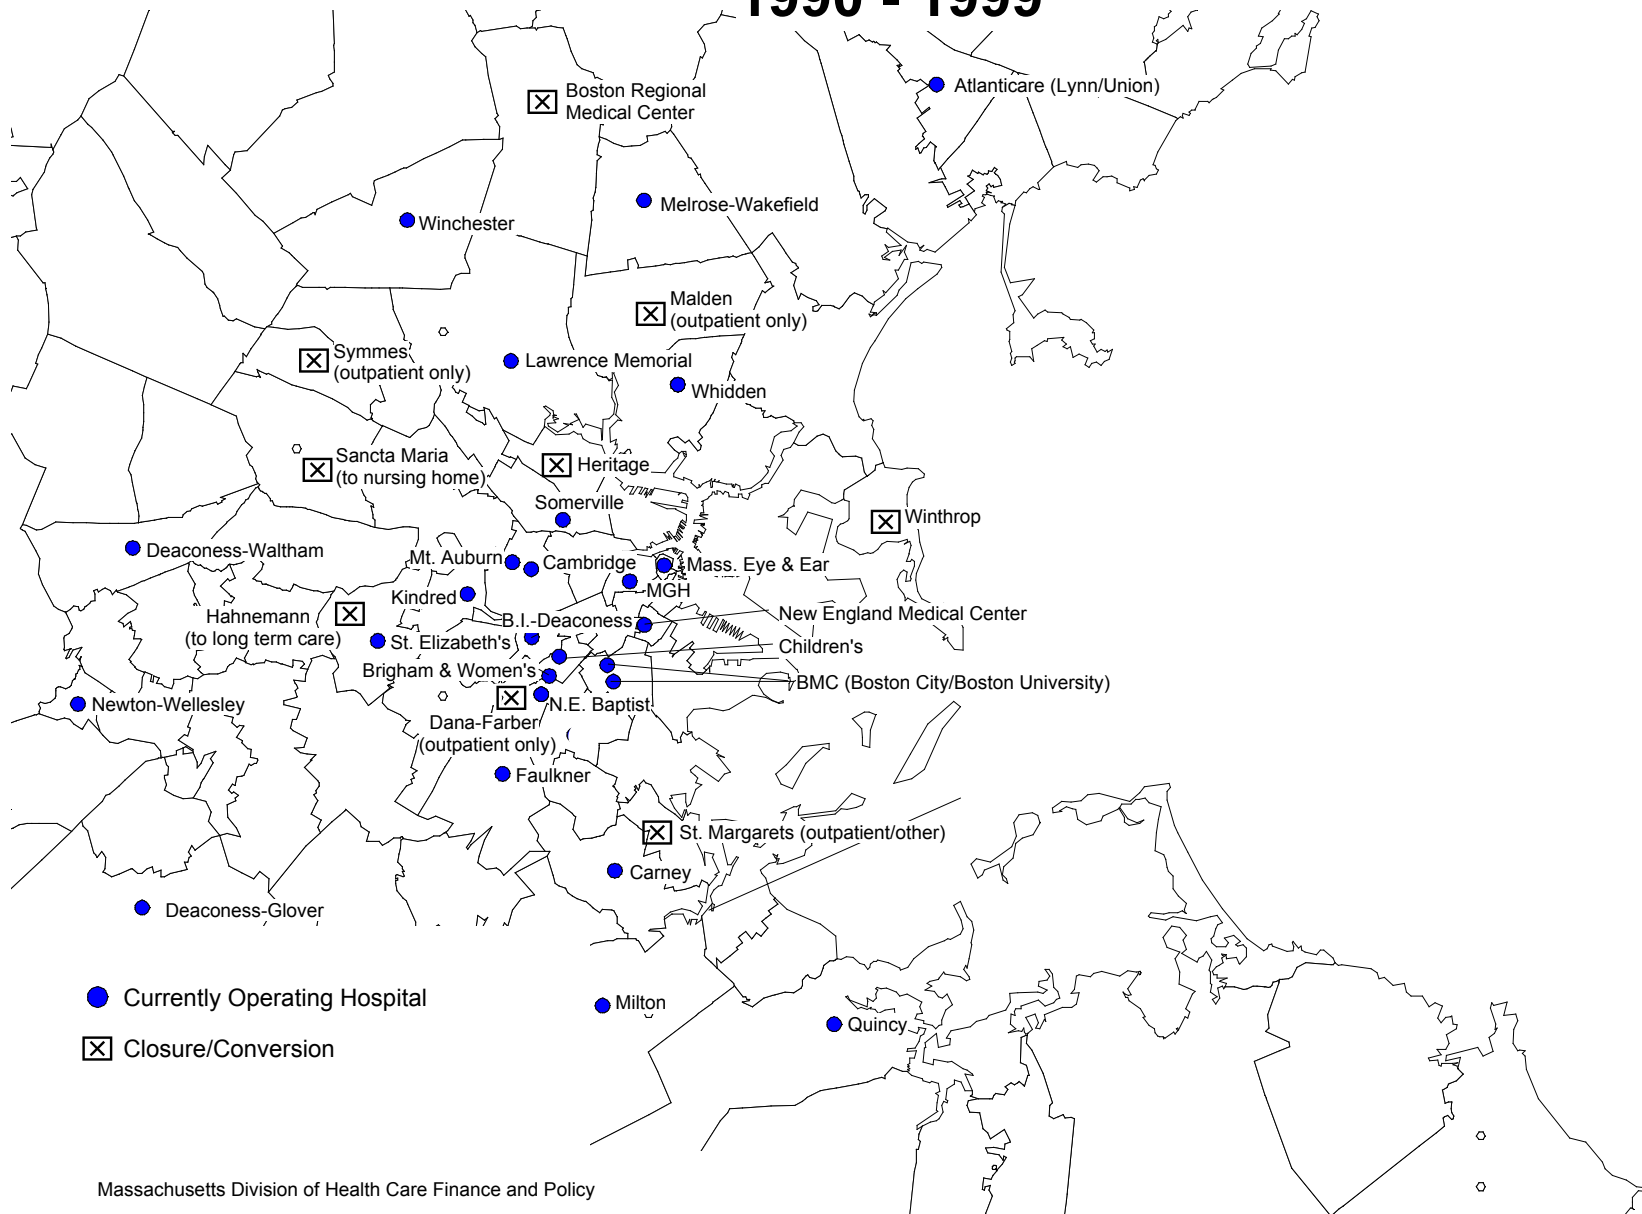 1990 - 1999
Atlanticare (Lynn/Union)
Boston Regional
Medical Center
Melrose-Wakefield
Winchester
Malden
(outpatient only)
Symmes
(outpatient only)
Lawrence Memorial
Whidden
Sancta Maria
(to nursing home)
Heritage
Somerville
Winthrop
Deaconess-Waltham
Mt. Auburn
Cambridge
Mass. Eye & Ear
MGH
Kindred
Hahnemann
(to long term care)
B.I.-Deaconess
New England Medical Center
St. Elizabeth's
Children's
Brigham & Women's
BMC (Boston City/Boston University)
Newton-Wellesley
N.E. Baptist
Dana-Farber
(outpatient only)
Faulkner
St. Margarets (outpatient/other)
Carney
Deaconess-Glover
Currently Operating Hospital
Milton
Quincy
Closure/Conversion
Massachusetts Division of Health Care Finance and Policy